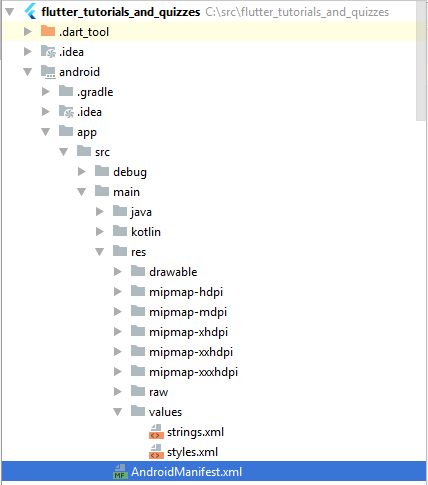 flutter_tutorials_and_quizzes C:\src\flutter_tutorials_and_quizzes
.dart_tool
.idea
android
.gradle
.idea
app
src
debug
main
java
kotlin
res
drawable
mipmap-hdpi
mipmap-mdpi
mipmap-xhdpi
mipmap-xxhdpi
mipmap-xxxhdpi
raw
values
strings.xml
styles.xml
MF AndroidManifest.xml